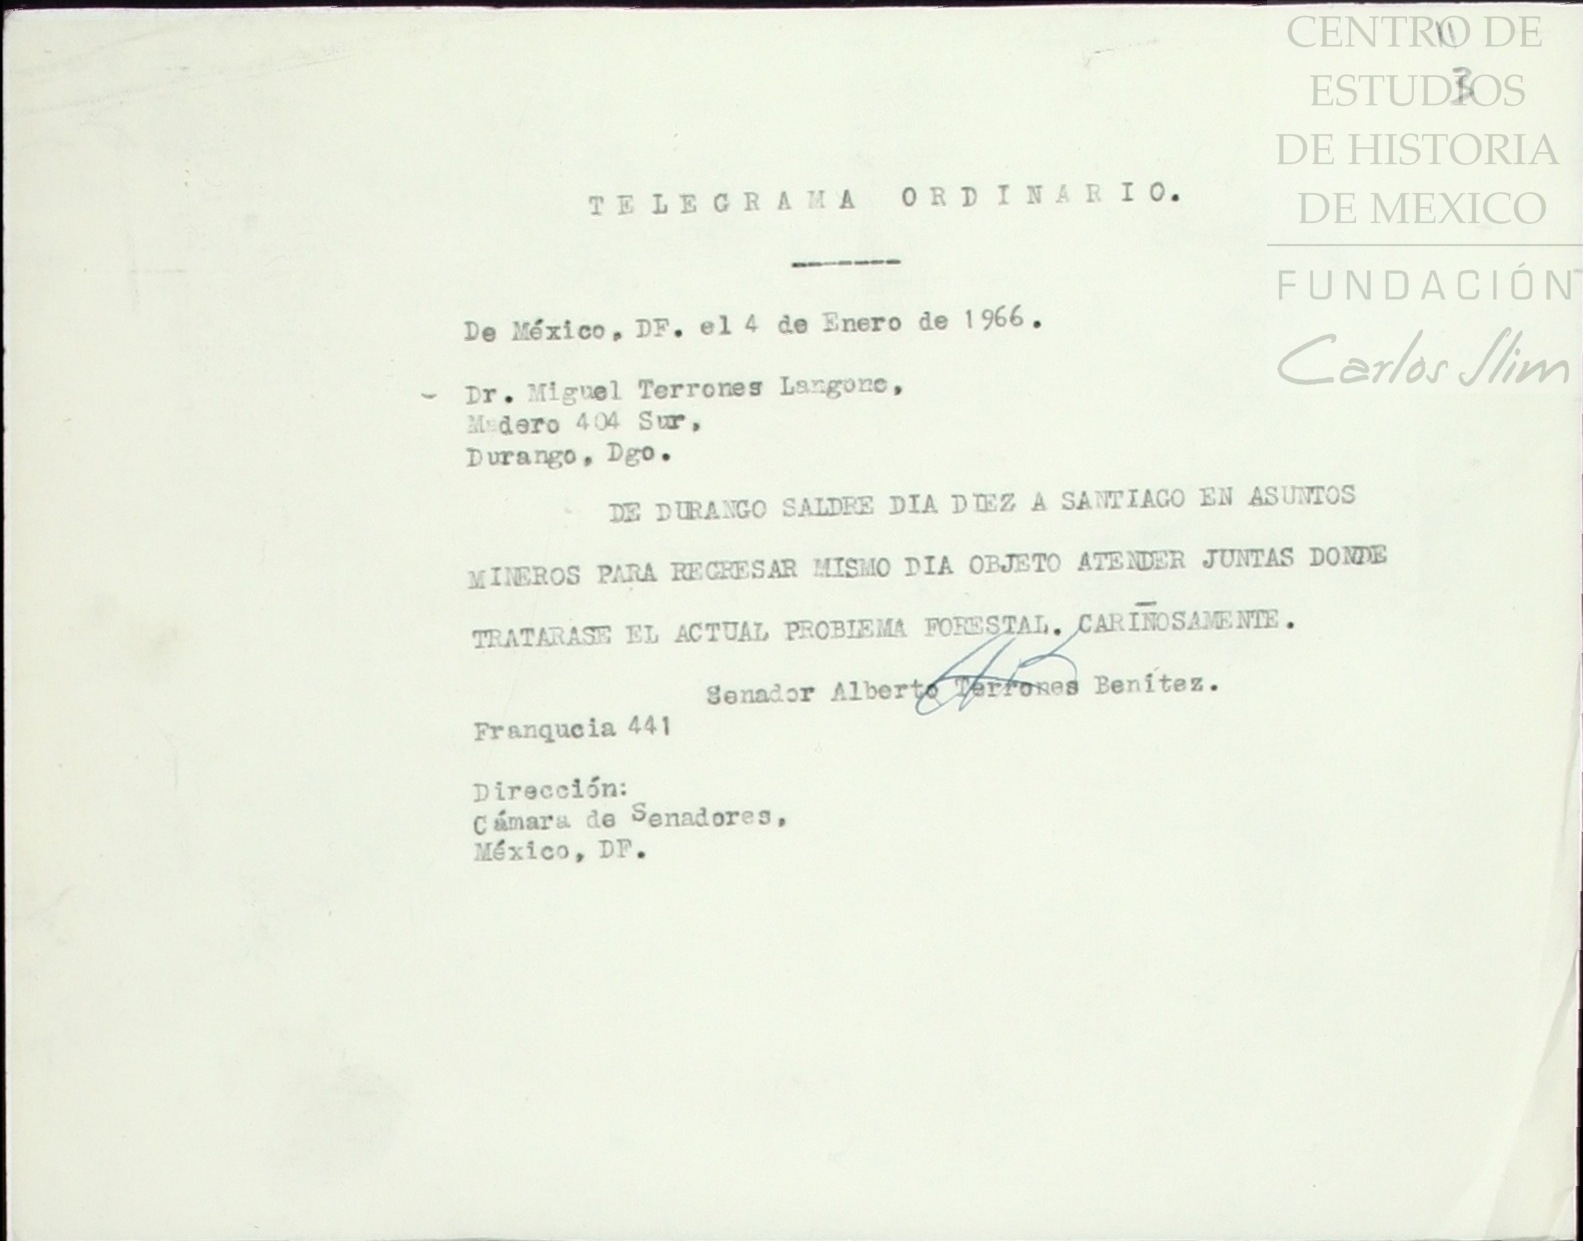 CENTRO DE
ESTUDIOS
DE HISTORIA
DE MEXICO
FUNDACIÓN
Carlos Slim
11
3
TELEGRAMA ORDINARIO.
De México, DF. el 4 de Enero de 1966.
Dr. Miguel Terrones Langone,
Madero 404 Sur,
Durango, Dgo.
DE DURANGO SALDRE DIA DIEZ A SANTIAGO EN ASUNTOS
MINEROS PARA REGRESAR MISMO DIA OBJETO ATENDER JUNTAS DONDE
TRATARASE EL ACTUAL PROBLEMA FORESTAL. CARIÑOSAMENTE.
Senador Alberto Terrones Benítez.
Franqucia 441
Dirección:
Cámara de Senadores,
México, DF.